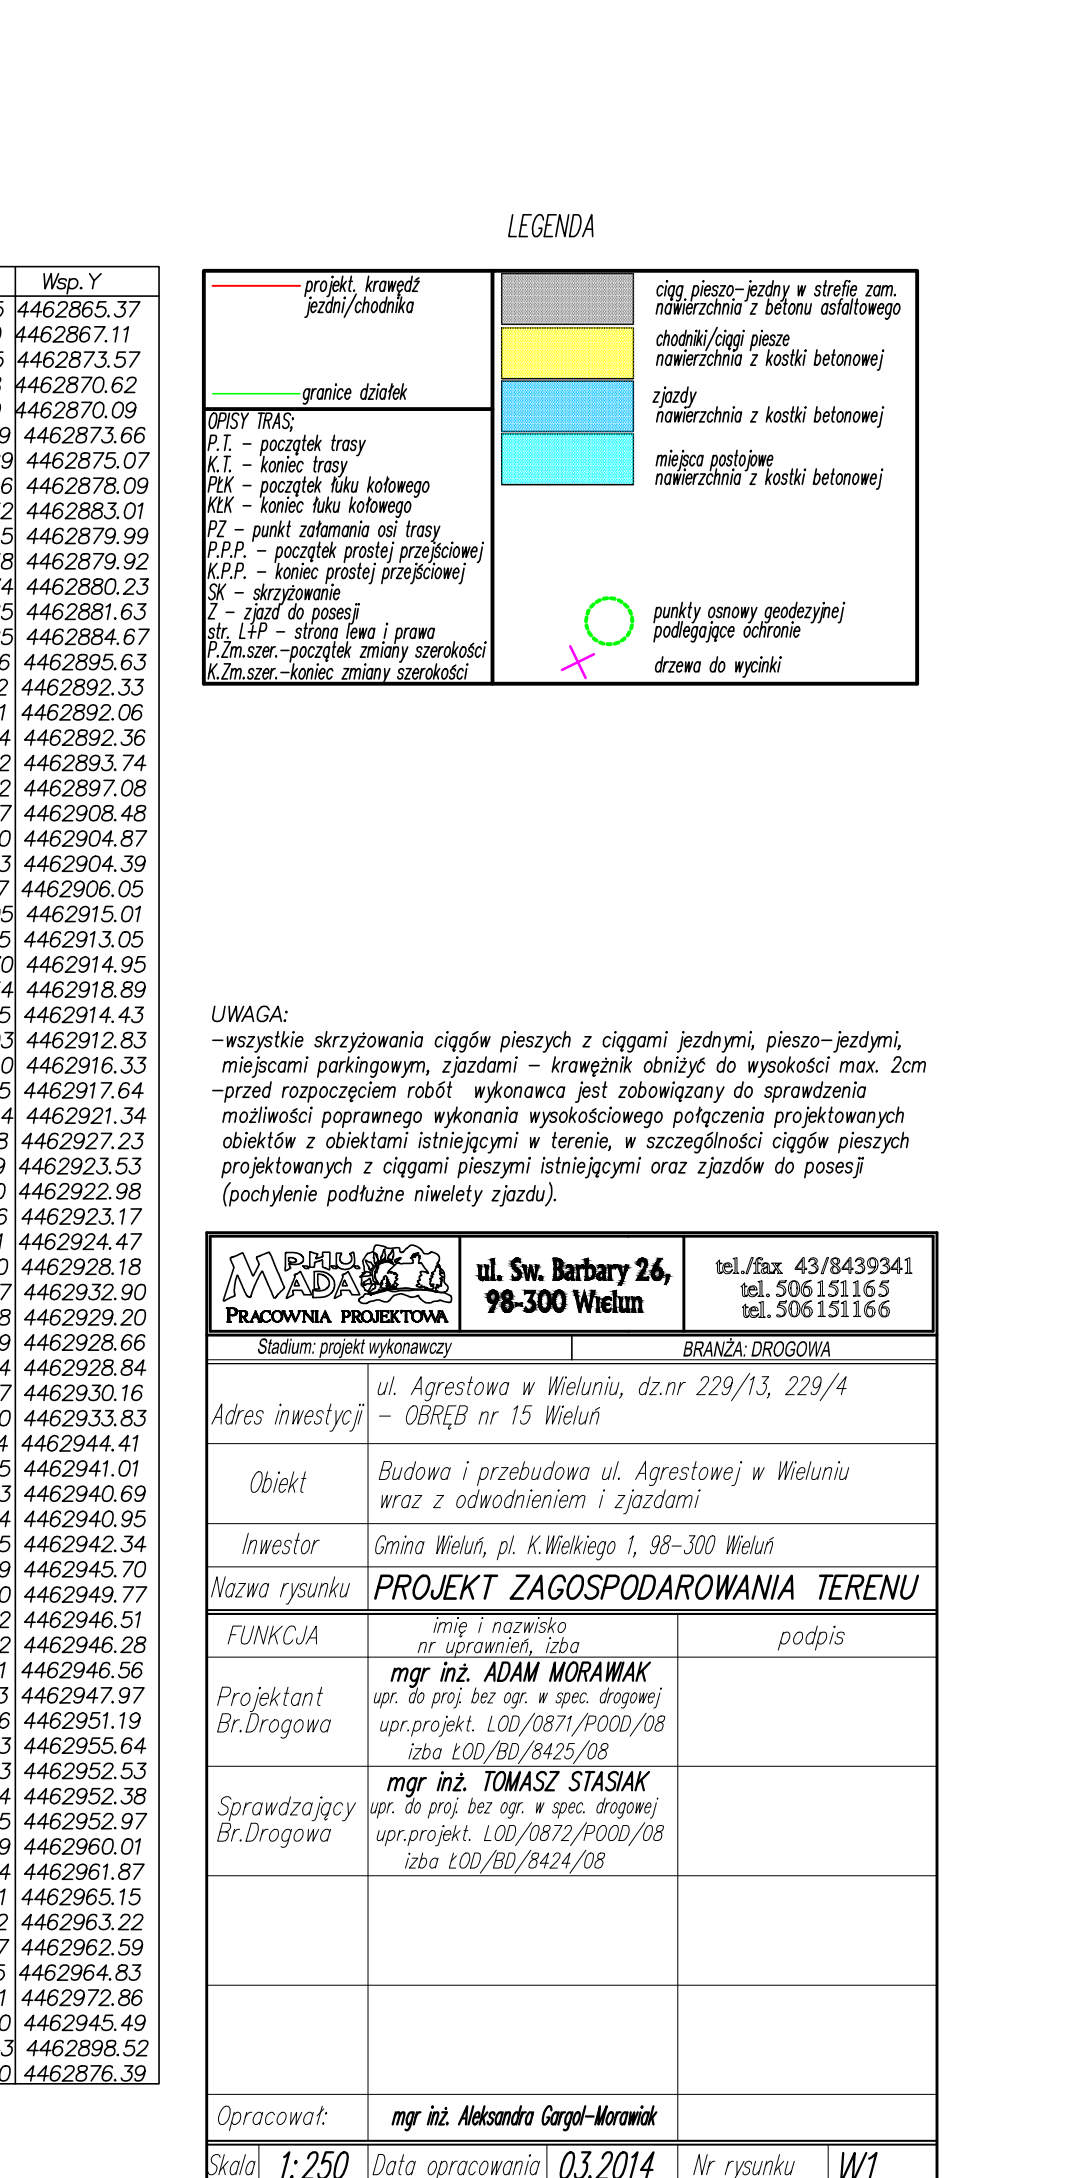 LEGENDA
Wsp.Y
4462865.37
4462867.11
4462873.57
4462870.62
4462870.09
4462873.66
4462875.07
4462878.09
4462883.01
4462879.99
4462879.92
4462880.23
4462881.63
4462884.67
4462895.63
4462892.33
4462892.06
4462892.36
4462893.74
4462897.08
4462908.48
4462904.87
4462904.39
4462906.05
4462915.01
4462913.05
4462914.95
4462918.89
4462914.43
4462912.83
4462916.33
4462917.64
4462921.34
4462927.23
4462923.53
4462922.98
4462923.17
4462924.47
4462928.18
4462932.90
4462929.20
4462928.66
4462928.84
4462930.16
4462933.83
4462944.41
4462941.01
4462940.69
4462940.95
4462942.34
4462945.70
4462949.77
4462946.51
4462946.28
4462946.56
4462947.97
4462951.19
4462955.64
4462952.53
4462952.38
4462952.97
4462960.01
4462961.87
4462965.15
4462963.22
4462962.59
4462964.83
4462972.86
4462945.49
4462898.52
4462876.39
projekt. krawędź
jezdni/chodnika
granice działek
OPISY TRAS;
P.T. – początek trasy
K.T. – koniec trasy
PŁK – początek łuku kołowego
KŁK – koniec łuku kołowego
PZ – punkt załamania osi trasy
P.P.P. – początek prostej przejściowej
K.P.P. – koniec prostej przejściowej
SK – skrzyżowanie
Z – zjazd do posesji
str. L+P – strona lewa i prawa
P.Zm.szer.–początek zmiany szerokości
K.Zm.szer.–koniec zmiany szerokości
ciąg pieszo–jezdny w strefie zam.
nawierzchnia z betonu asfaltowego
chodniki/ciągi piesze
nawierzchnia z kostki betonowej
zjazdy
nawierzchnia z kostki betonowej
miejsca postojowe
nawierzchnia z kostki betonowej
punkty osnowy geodezyjnej
podlegające ochronie
drzewa do wycinki
UWAGA:
–wszystkie skrzyżowania ciągów pieszych z ciągami jezdnymi, pieszo–jezdymi,
miejscami parkingowym, zjazdami – krawężnik obniżyć do wysokości max. 2cm
–przed rozpoczęciem robót wykonawca jest zobowiązany do sprawdzenia
możliwości poprawnego wykonania wysokościowego połączenia projektowanych
obiektów z obiektami istniejącymi w terenie, w szczególności ciągów pieszych
projektowanych z ciągami pieszymi istniejącymi oraz zjazdów do posesji
(pochylenie podłużne niwelety zjazdu).
P.H.U.
MADA
PRACOWNIA PROJEKTOWA
ul. Sw. Barbary 26,
98-300 Wielun
tel./fax 43/8439341
tel. 506151165
tel. 506151166
Stadium: projekt wykonawczy
BRANŻA: DROGOWA
Adres inwestycji
ul. Agrestowa w Wieluniu, dz.nr 229/13, 229/4
– OBRĘB nr 15 Wieluń
Obiekt
Budowa i przebudowa ul. Agrestowej w Wieluniu
wraz z odwodnieniem i zjazdami
Inwestor
Gmina Wieluń, pl. K.Wielkiego 1, 98–300 Wieluń
Nazwa rysunku
PROJEKT ZAGOSPODAROWANIA TERENU
FUNKCJA
imię i nazwisko
nr uprawnień, izba
podpis
Projektant
Br.Drogowa
mgr inż. ADAM MORAWIAK
upr. do proj. bez ogr. w spec. drogowej
upr.projekt. LOD/0871/POOD/08
izba ŁOD/BD/8425/08
Sprawdzający
Br.Drogowa
mgr inż. TOMASZ STASIAK
upr. do proj. bez ogr. w spec. drogowej
upr.projekt. LOD/0872/POOD/08
izba ŁOD/BD/8424/08
Opracował:
mgr inż. Aleksandra Gargol–Morawiak
Skala
1:250
Data opracowania
03.2014
Nr rysunku
W1